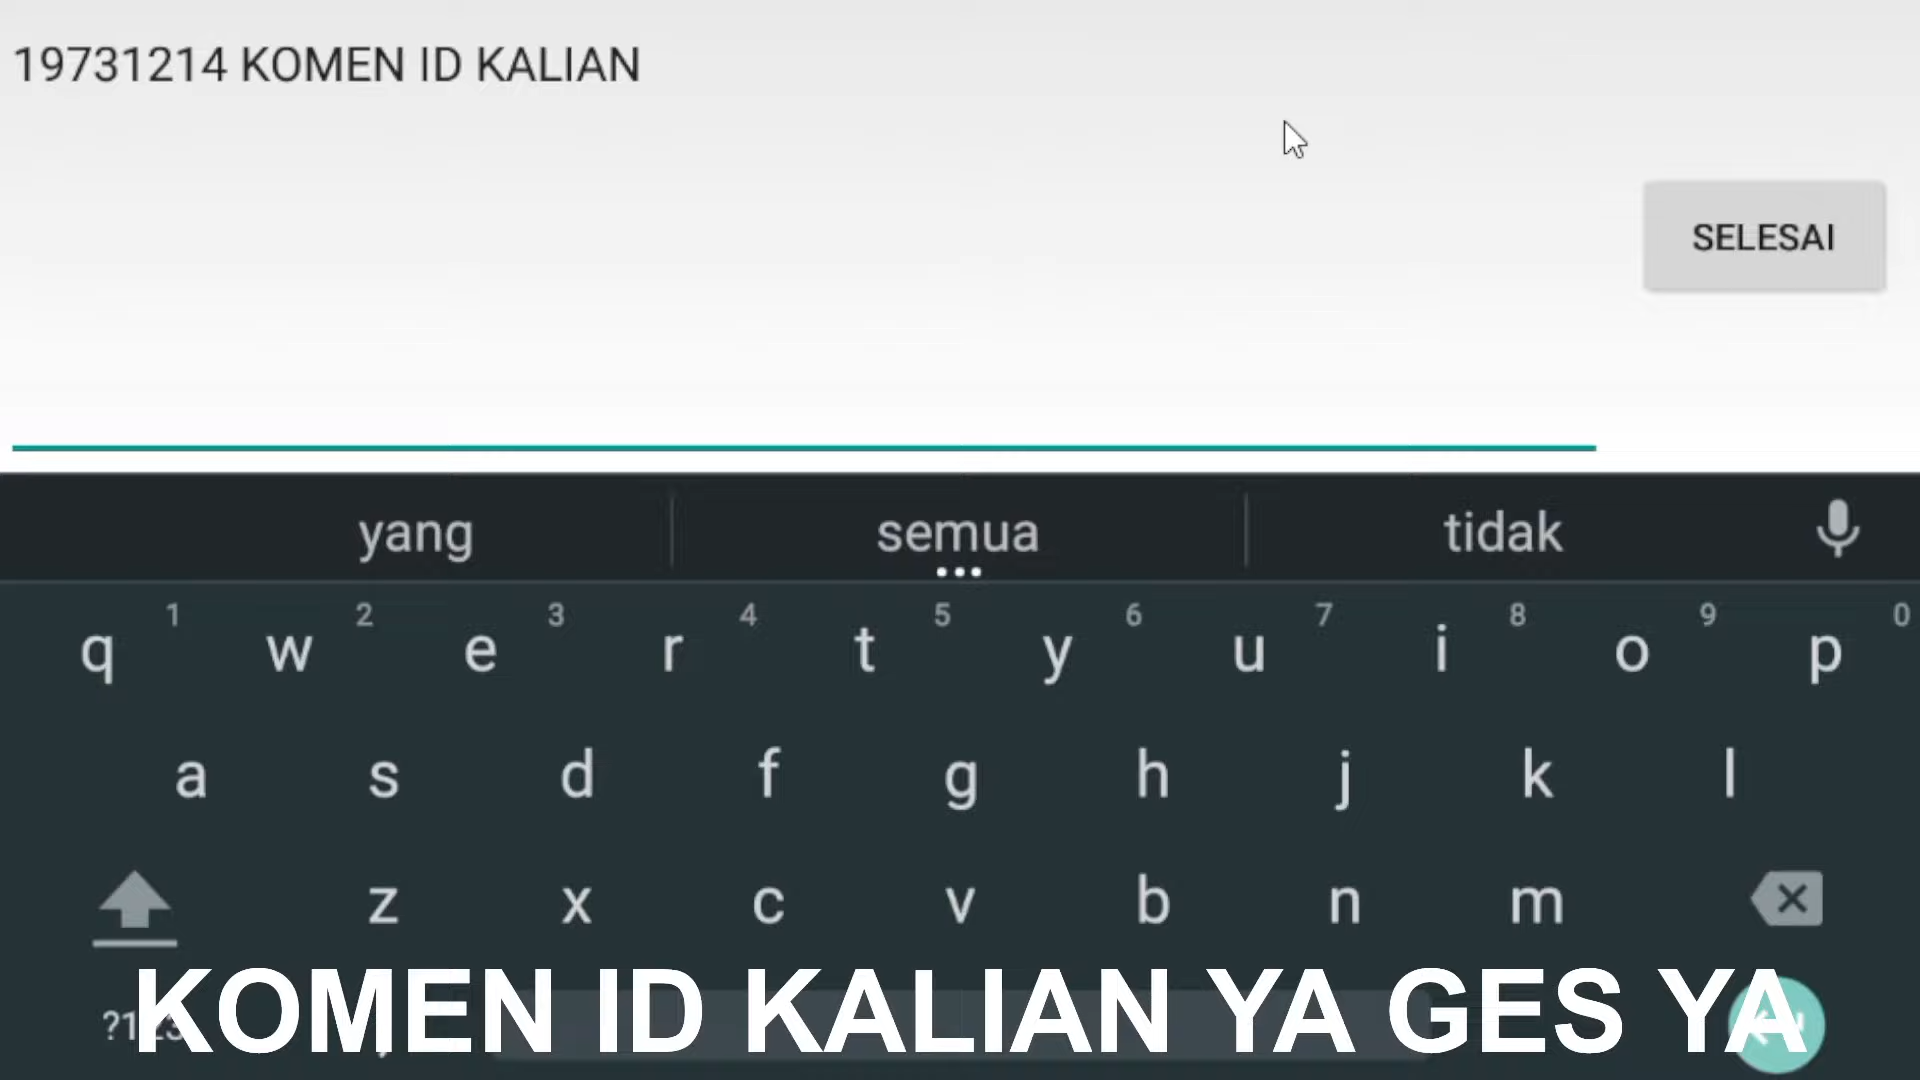 19731214 KOMEN ID KALIAN
SELESAI
yang semua tidak
1 2 3 4 5 6 7 8 9 0
q w e r t y u i o p
a s d f g h j k l
z x c v b n m
?123 ,
KOMEN ID KALIAN YA GES YA